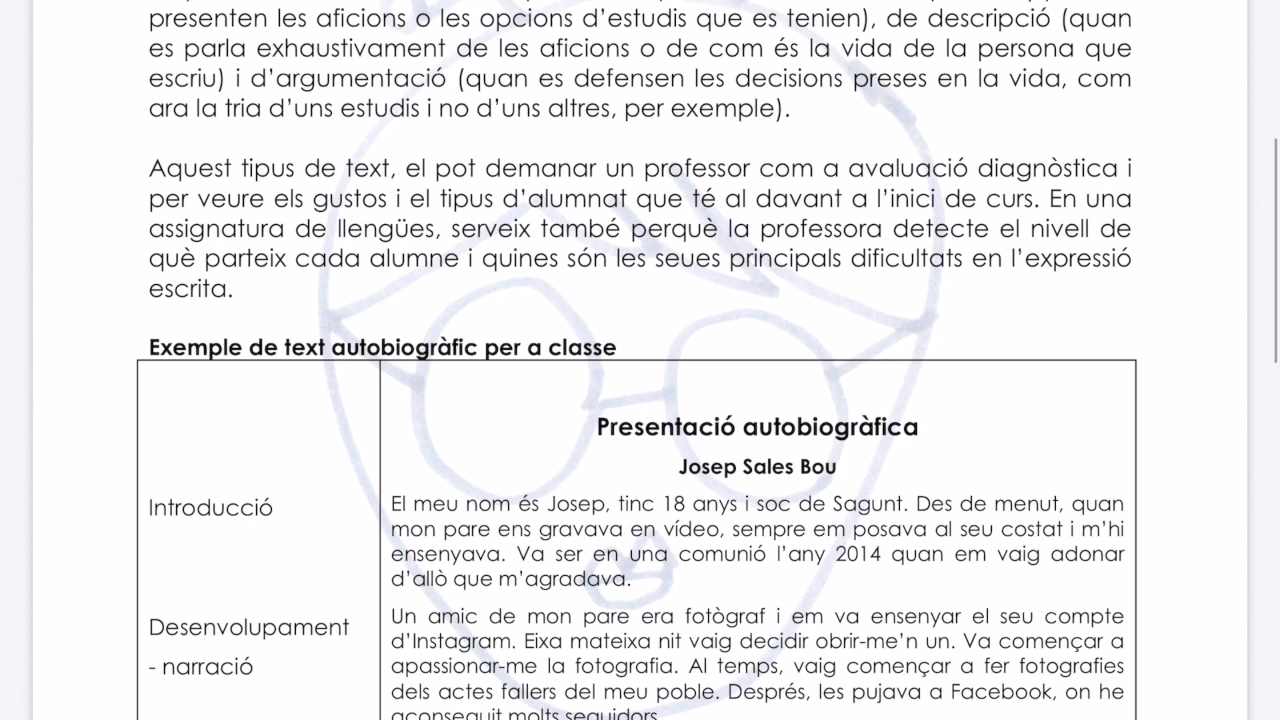 presenten les aficions o les opcions d'estudis que es tenien), de descripció (quan
es parla exhaustivament de les aficions o de com és la vida de la persona que
escriu) i d'argumentació (quan es defensen les decisions preses en la vida, com
ara la tria d'uns estudis i no d'uns altres, per exemple).
Aquest tipus de text, el pot demanar un professor com a avaluació diagnòstica i
per veure els gustos i el tipus d'alumnat que té al davant a l'inici de curs. En una
assignatura de llengües, serveix també perquè la professora detecte el nivell de
què parteix cada alumne i quines són les seues principals dificultats en l'expressió
escrita.
Exemple de text autobiogràfic per a classe
Presentació autobiogràfica
Josep Sales Bou
Introducció
El meu nom és Josep, tinc 18 anys i soc de Sagunt. Des de menut, quan
mon pare ens gravava en vídeo, sempre em posava al seu costat i m'hi
ensenyava. Va ser en una comunió l'any 2014 quan em vaig adonar
d'allò que m'agradava.
Desenvolupament
- narració
Un amic de mon pare era fotògraf i em va ensenyar el seu compte
d'Instagram. Eixa mateixa nit vaig decidir obrir-me'n un. Va començar a
apassionar-me la fotografia. Al temps, vaig començar a fer fotografies
dels actes fallers del meu poble. Després, les pujava a Facebook, on he
aconseguit molts seguidors.